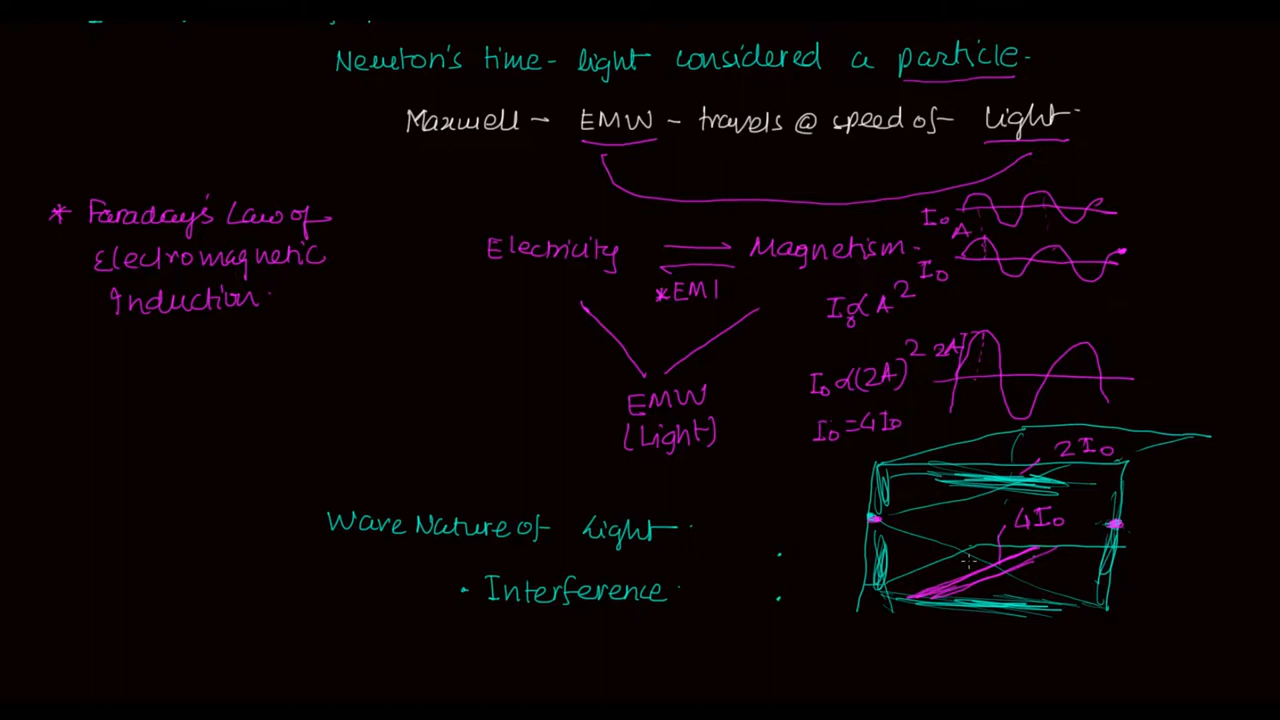 Newton's time - light considered a particle.
Maxwell - EMW - travels @ speed of light.
* Faraday's Law of
Electromagnetic
Induction.
Electricity
Magnetism.
*EMI
EMW
(Light)
I₀
A
I₀
I₀ ∝ A²
2A
I₀ ∝ (2A)²
I₀ = 4I₀
2I₀
4I₀
Wave Nature of Light.
. Interference.